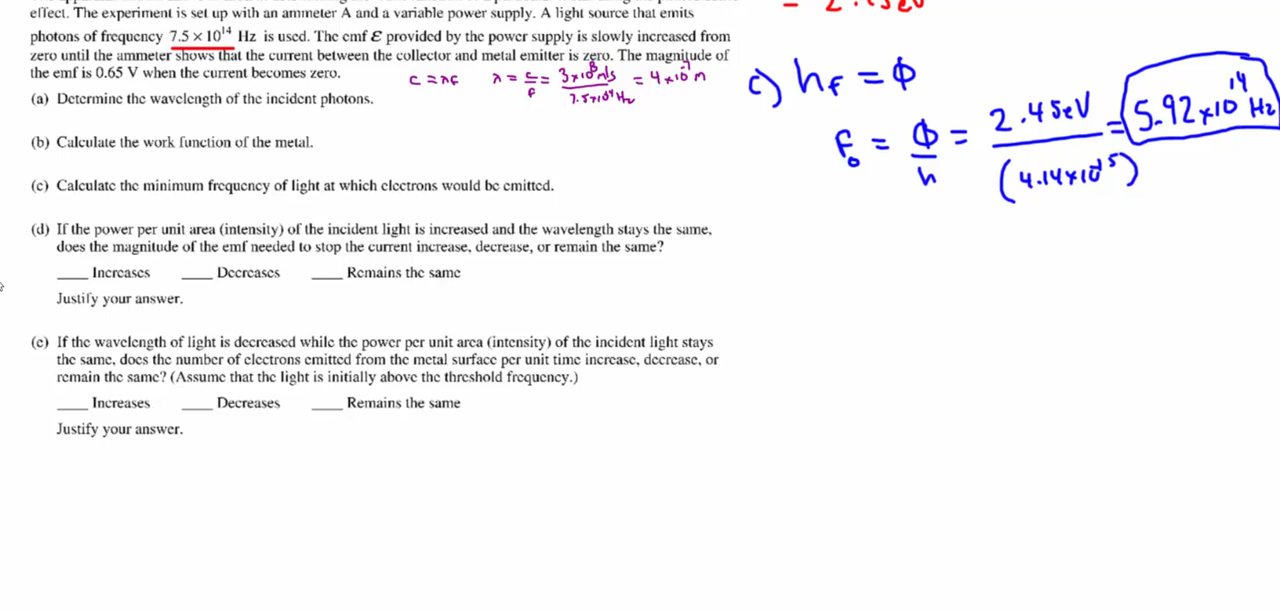 effect. The experiment is set up with an ammeter A and a variable power supply. A light source that emits
photons of frequency 7.5 × 10¹⁴ Hz is used. The emf ℰ provided by the power supply is slowly increased from
zero until the ammeter shows that the current between the collector and metal emitter is zero. The magnitude of
the emf is 0.65 V when the current becomes zero.
c = λf λ = c/f = 3×10⁸ m/s / 7.5×10¹⁴ Hz = 4×10⁻⁷ m
(a) Determine the wavelength of the incident photons.
(b) Calculate the work function of the metal.
(c) Calculate the minimum frequency of light at which electrons would be emitted.
(d) If the power per unit area (intensity) of the incident light is increased and the wavelength stays the same,
does the magnitude of the emf needed to stop the current increase, decrease, or remain the same?
____ Increases ____ Decreases ____ Remains the same
Justify your answer.
(e) If the wavelength of light is decreased while the power per unit area (intensity) of the incident light stays
the same, does the number of electrons emitted from the metal surface per unit time increase, decrease, or
remain the same? (Assume that the light is initially above the threshold frequency.)
____ Increases ____ Decreases ____ Remains the same
Justify your answer.
c) hf = Φ
f₀ = Φ/h = 2.45eV / (4.14×10⁻¹⁵) = 5.92×10¹⁴ Hz